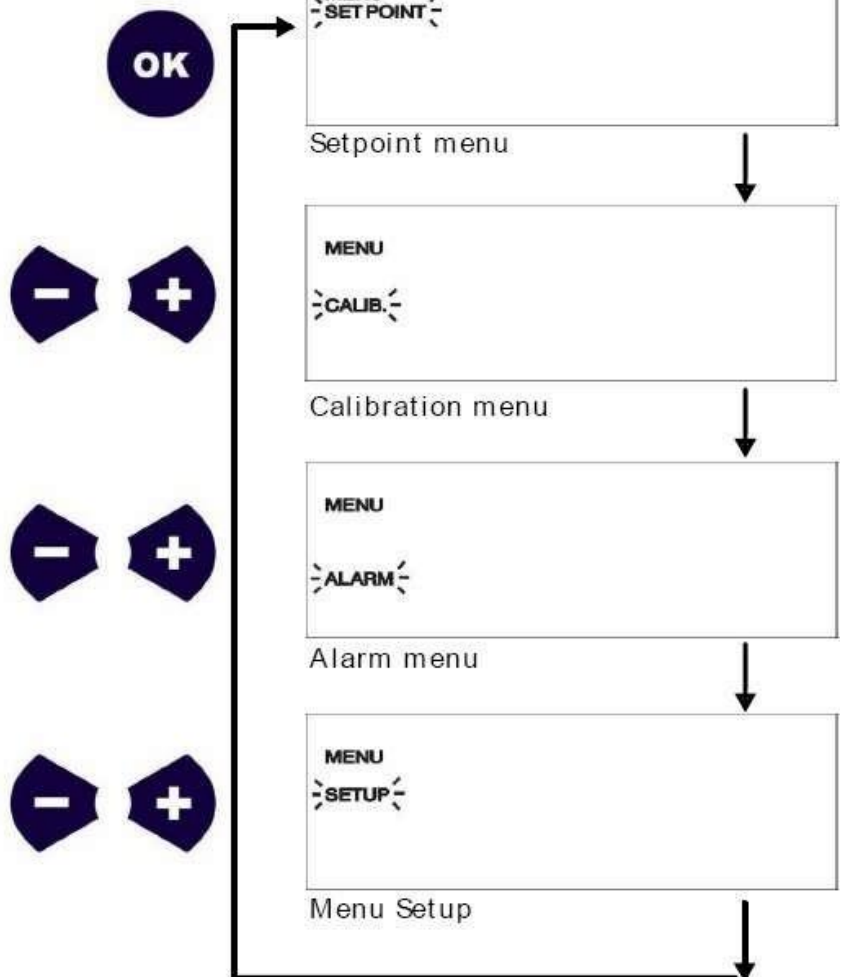 SET POINT
OK
Setpoint menu
MENU
CALIB.
- +
Calibration menu
MENU
ALARM
- +
Alarm menu
MENU
SETUP
- +
Menu Setup